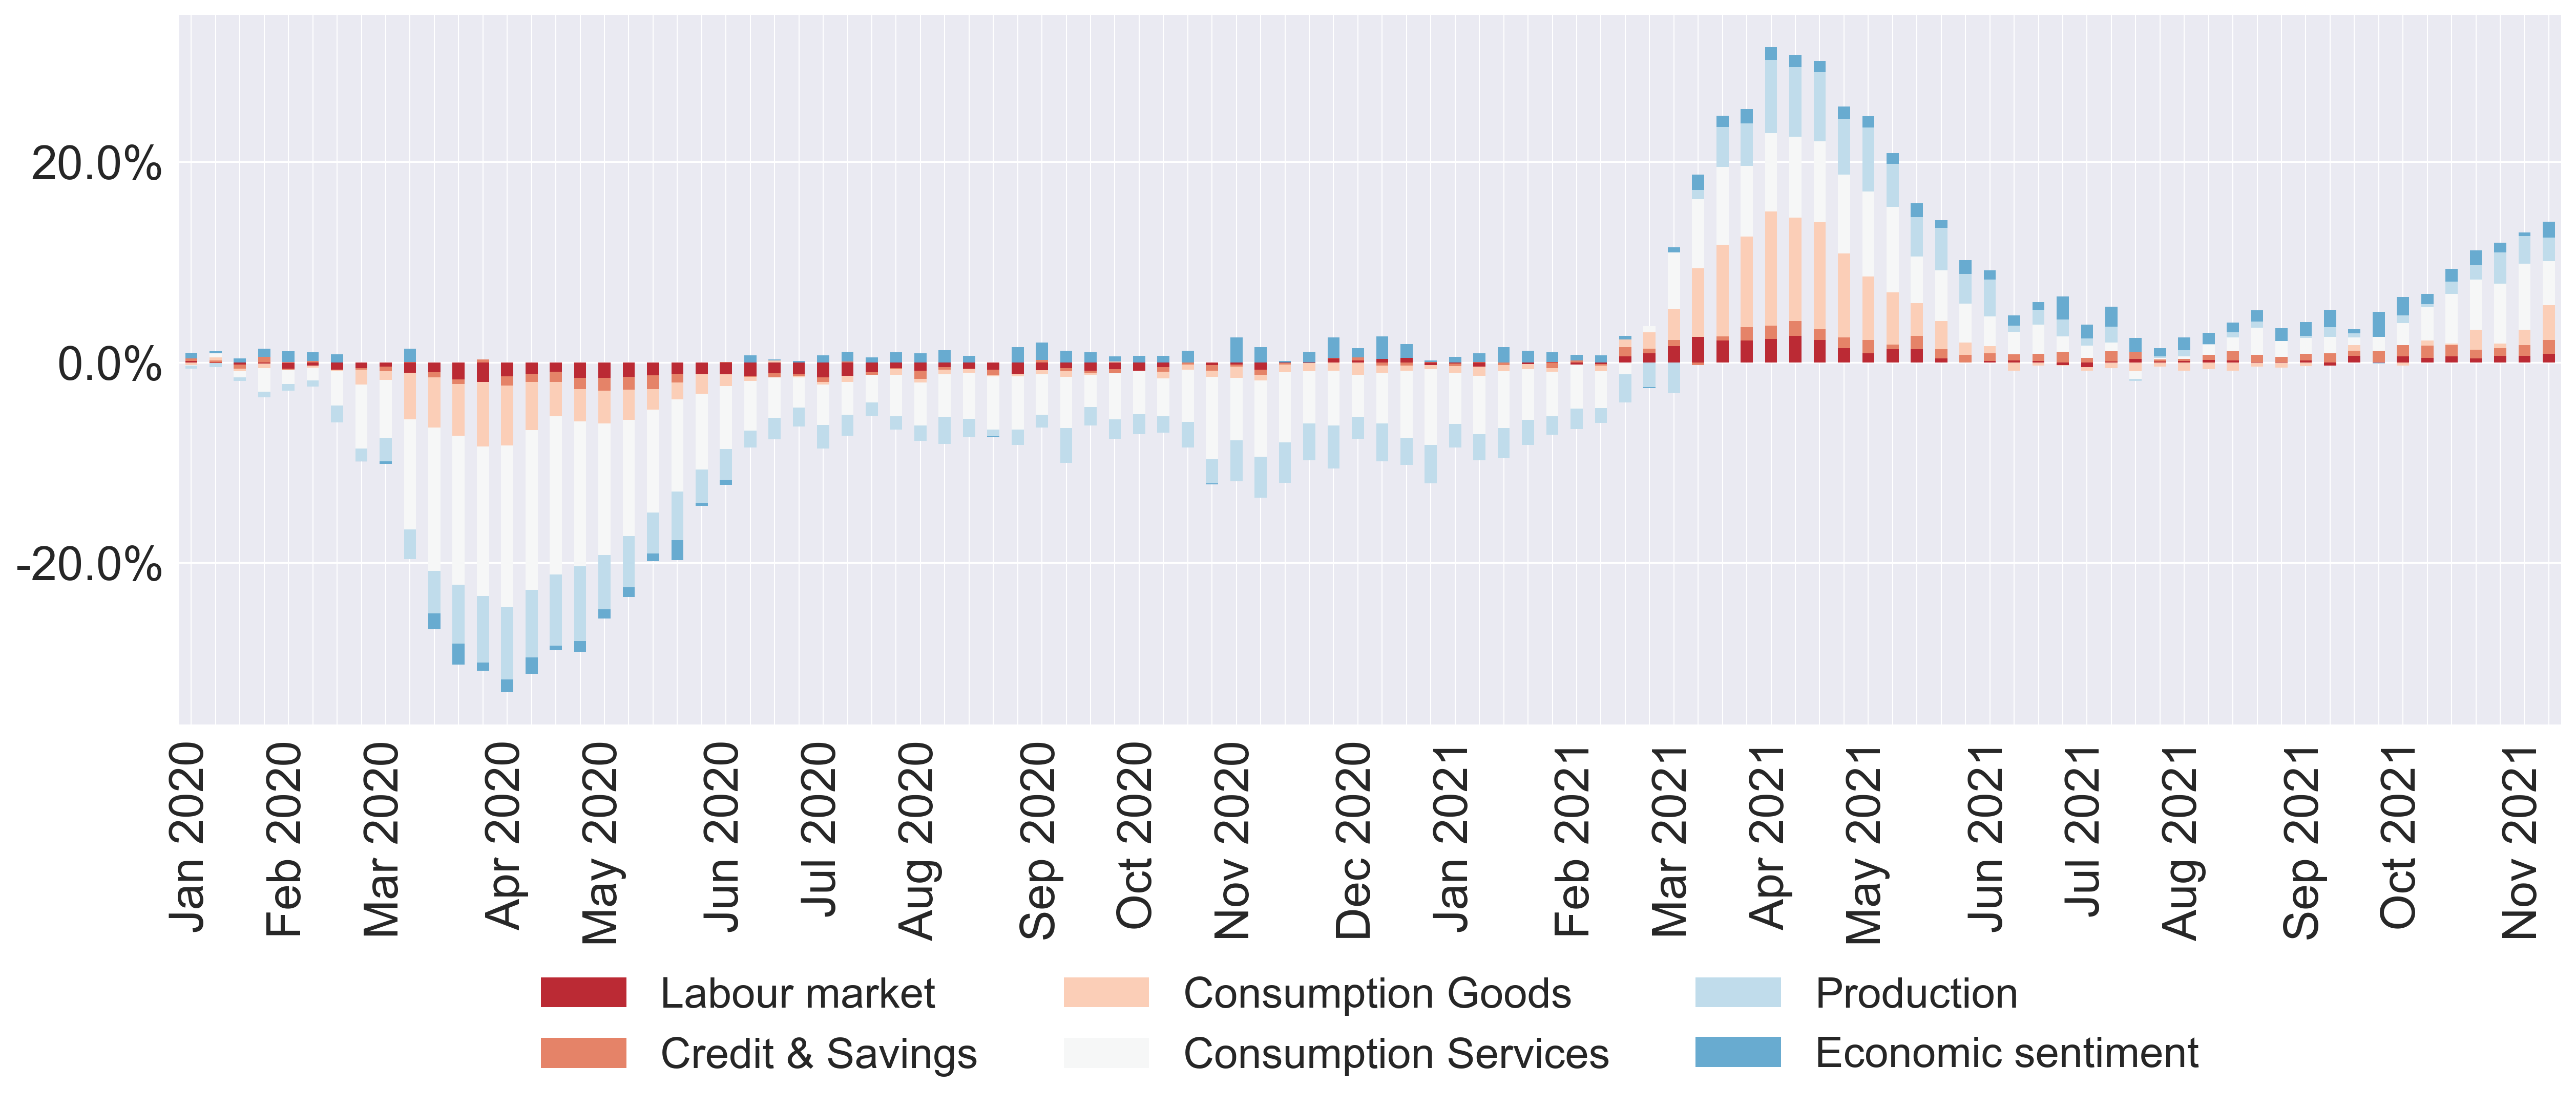 20.0%
0.0%
-20.0%
Jan 2020
Feb 2020
Mar 2020
Apr 2020
May 2020
Jun 2020
Jul 2020
Aug 2020
Sep 2020
Oct 2020
Nov 2020
Dec 2020
Jan 2021
Feb 2021
Mar 2021
Apr 2021
May 2021
Jun 2021
Jul 2021
Aug 2021
Sep 2021
Oct 2021
Nov 2021
Labour market
Consumption Goods
Production
Credit & Savings
Consumption Services
Economic sentiment